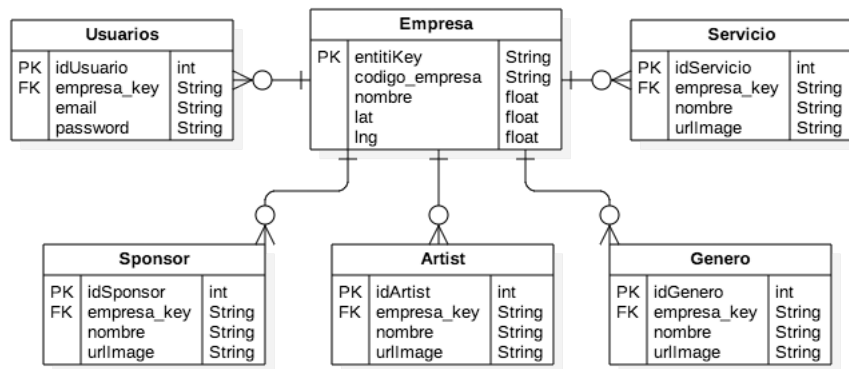 Usuarios
PK idUsuario int
FK empresa_key String
email String
password String
Empresa
PK entitiKey String
codigo_empresa String
nombre float
lat float
lng float
Servicio
PK idServicio int
FK empresa_key String
nombre String
urlImage String
Sponsor
PK idSponsor int
FK empresa_key String
nombre String
urlImage String
Artist
PK idArtist int
FK empresa_key String
nombre String
urlImage String
Genero
PK idGenero int
FK empresa_key String
nombre String
urlImage String